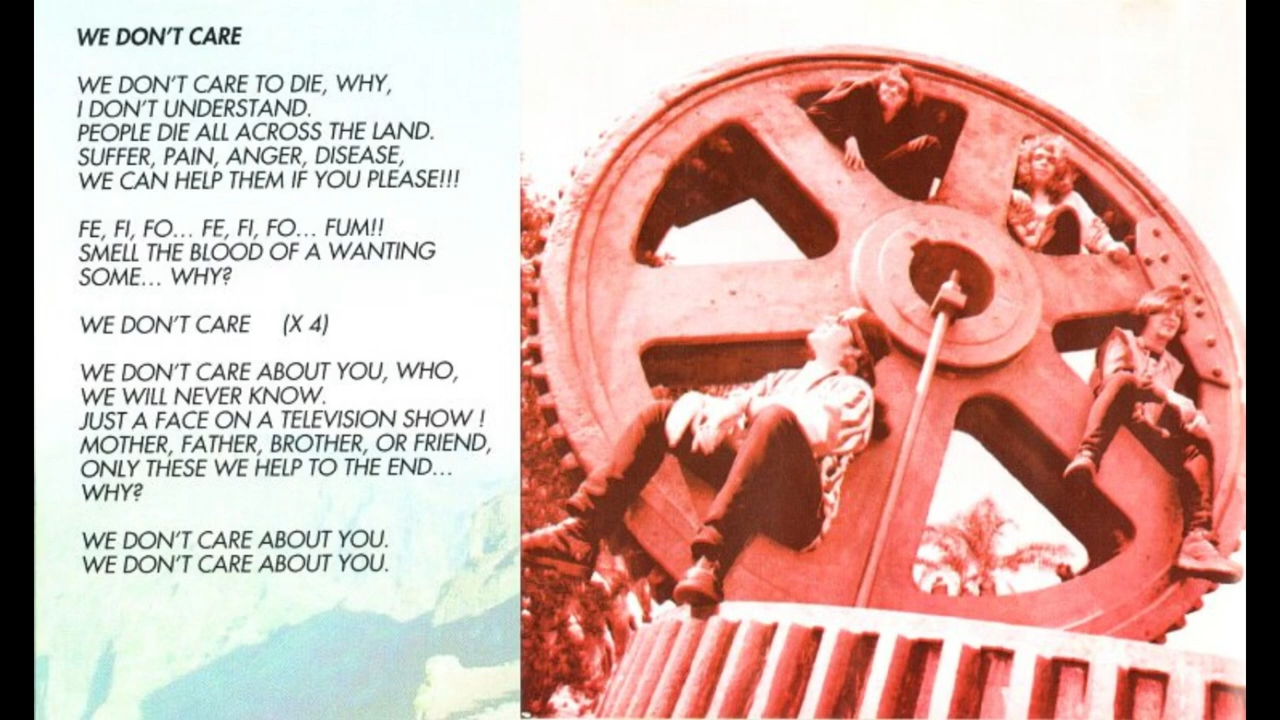 WE DON'T CARE
WE DON'T CARE TO DIE, WHY,
I DON'T UNDERSTAND.
PEOPLE DIE ALL ACROSS THE LAND.
SUFFER, PAIN, ANGER, DISEASE,
WE CAN HELP THEM IF YOU PLEASE!!!
FE, FI, FO... FE, FI, FO... FUM!!
SMELL THE BLOOD OF A WANTING
SOME... WHY?
WE DON'T CARE (X 4)
WE DON'T CARE ABOUT YOU, WHO,
WE WILL NEVER KNOW.
JUST A FACE ON A TELEVISION SHOW !
MOTHER, FATHER, BROTHER, OR FRIEND,
ONLY THESE WE HELP TO THE END...
WHY?
WE DON'T CARE ABOUT YOU.
WE DON'T CARE ABOUT YOU.